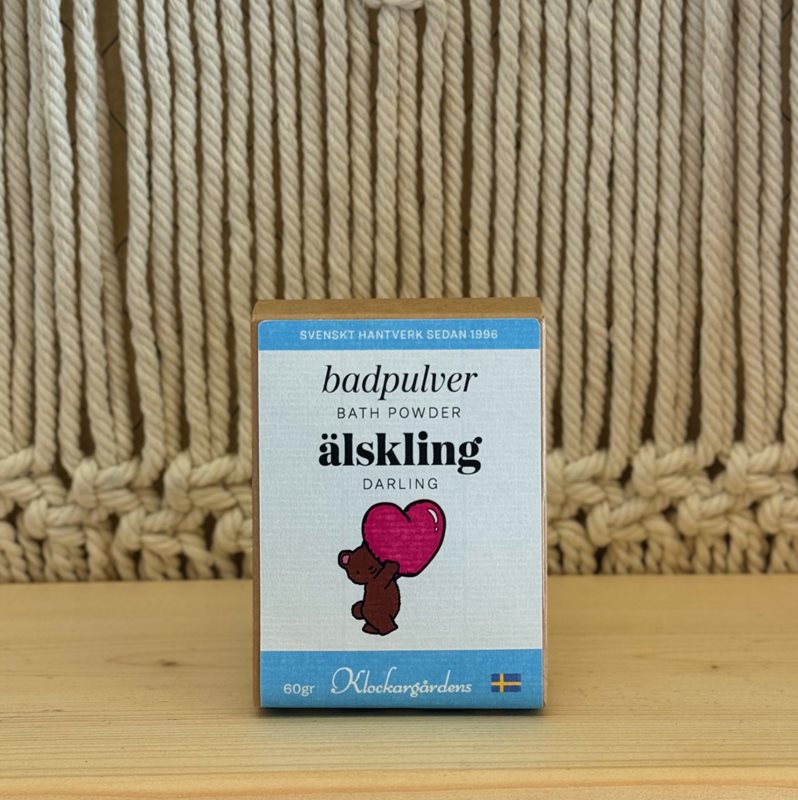 SVENSKT HANTVERK SEDAN 1996
badpulver
BATH POWDER
älskling
DARLING
60gr Klockargårdens